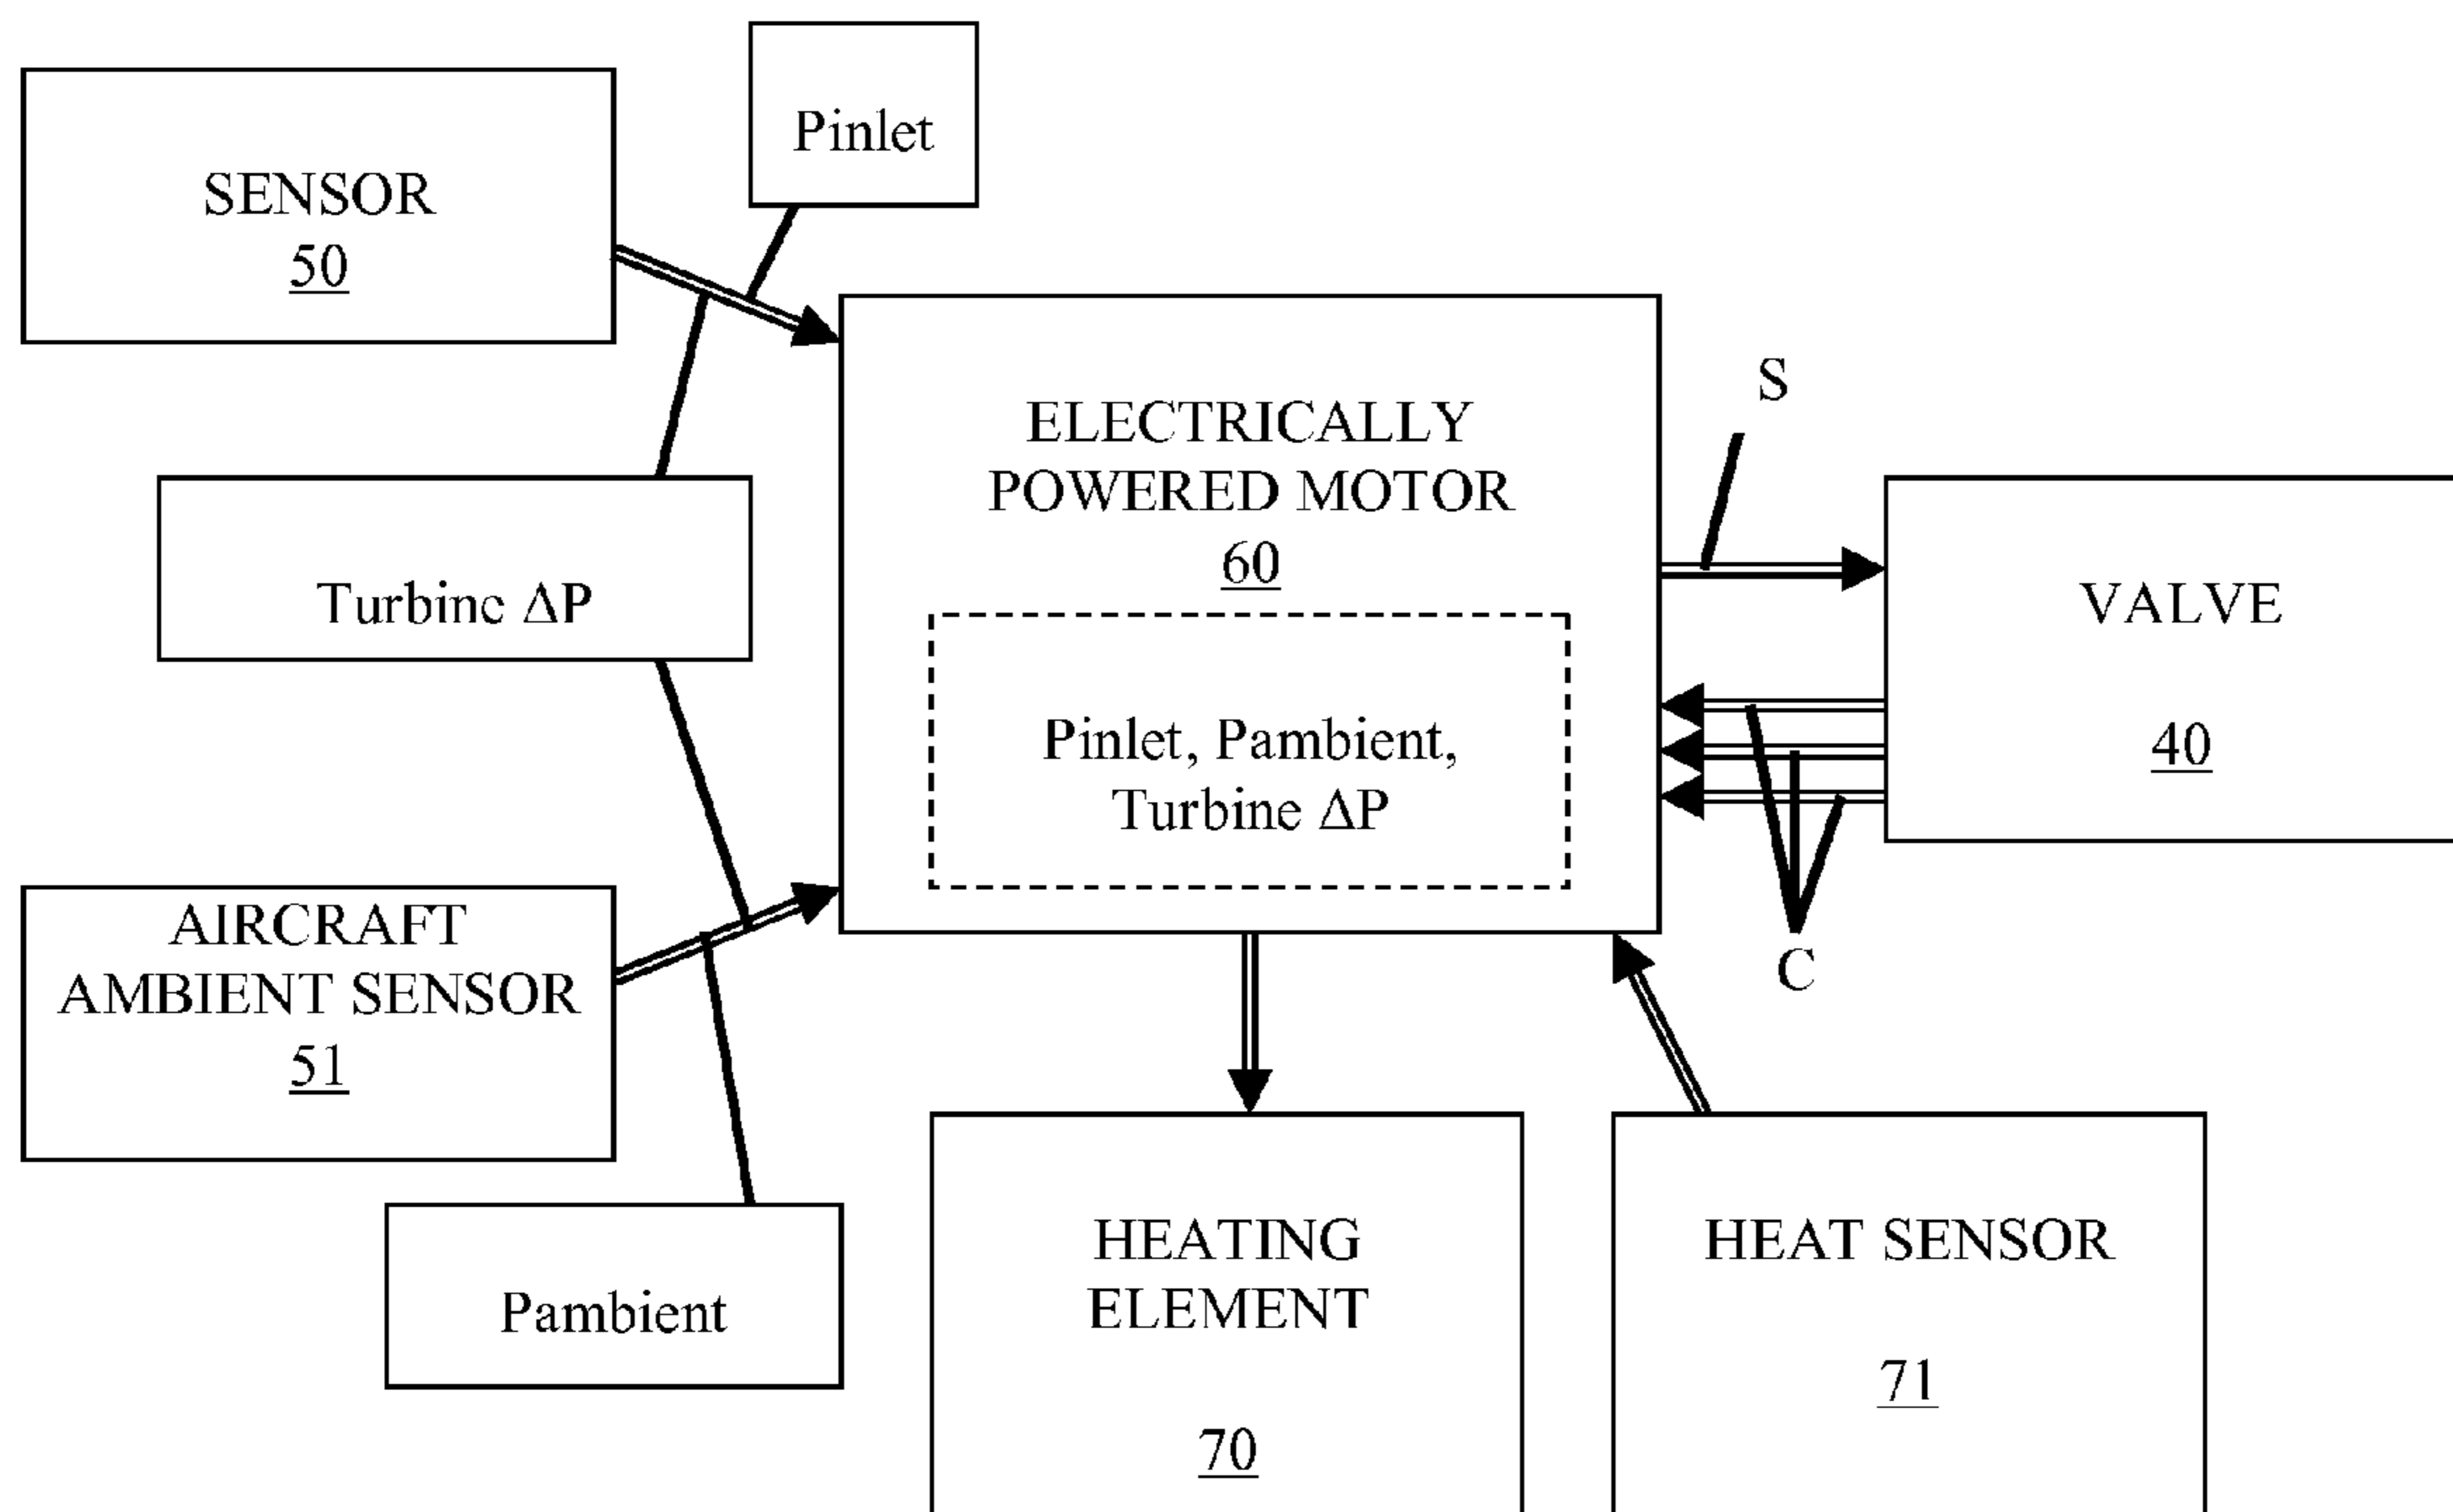 Pinlet
SENSOR
50
ELECTRICALLY
POWERED MOTOR
60
S
Turbine ΔP
VALVE
40
Pinlet, Pambient,
Turbine ΔP
AIRCRAFT
AMBIENT SENSOR
51
C
Pambient
HEATING
ELEMENT
70
HEAT SENSOR
71